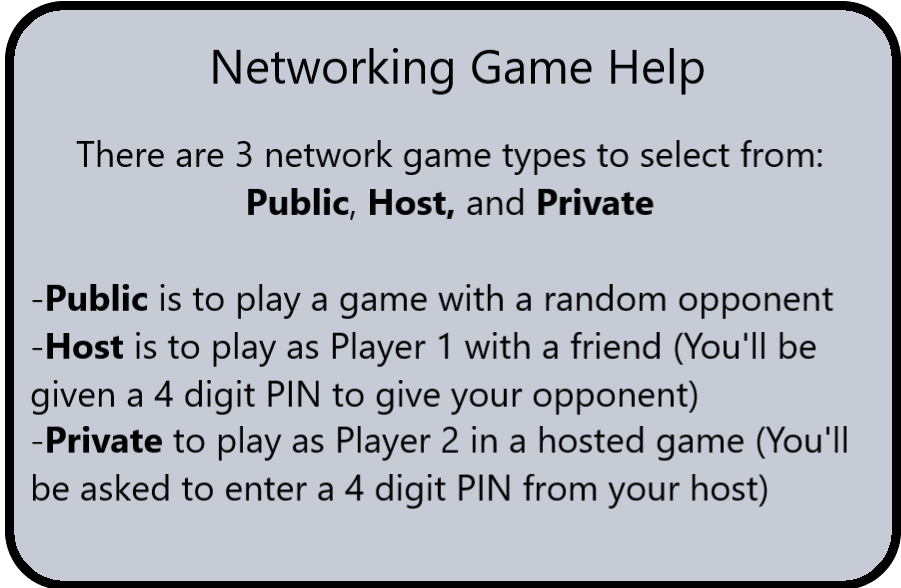 Networking Game Help
There are 3 network game types to select from:
Public, Host, and Private
-Public is to play a game with a random opponent
-Host is to play as Player 1 with a friend (You'll be
given a 4 digit PIN to give your opponent)
-Private to play as Player 2 in a hosted game (You'll
be asked to enter a 4 digit PIN from your host)